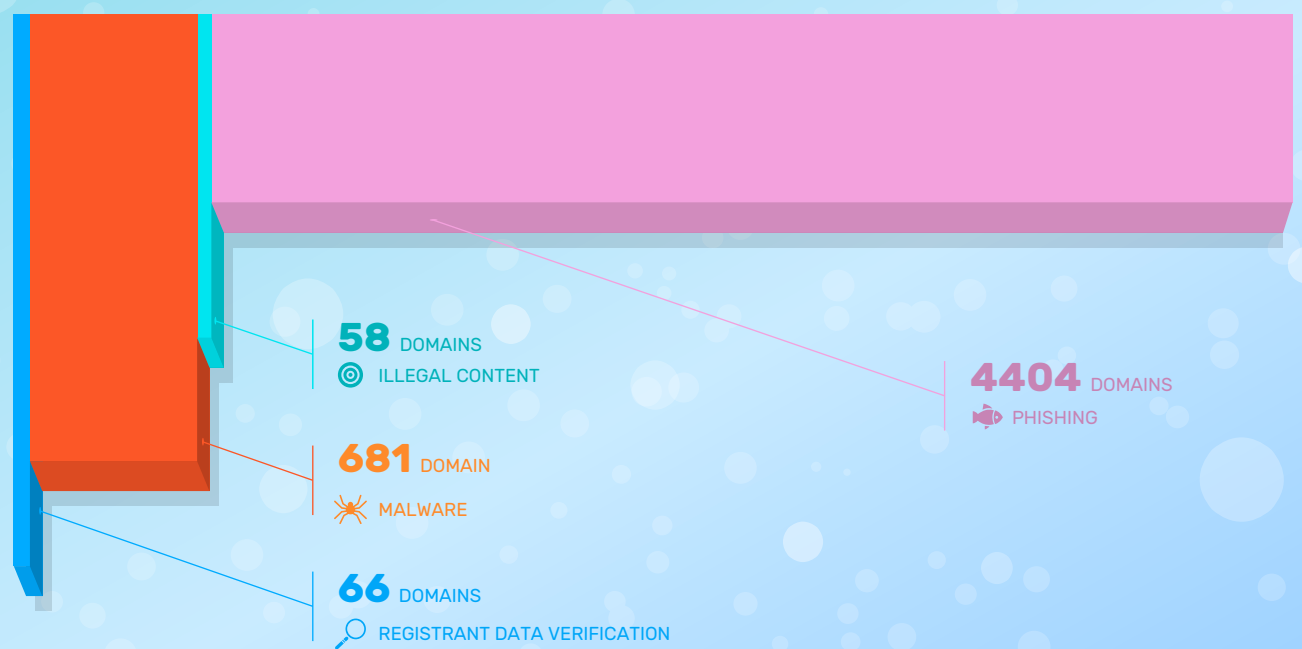 58 DOMAINS
ILLEGAL CONTENT
4404 DOMAINS
PHISHING
681 DOMAIN
MALWARE
66 DOMAINS
REGISTRANT DATA VERIFICATION